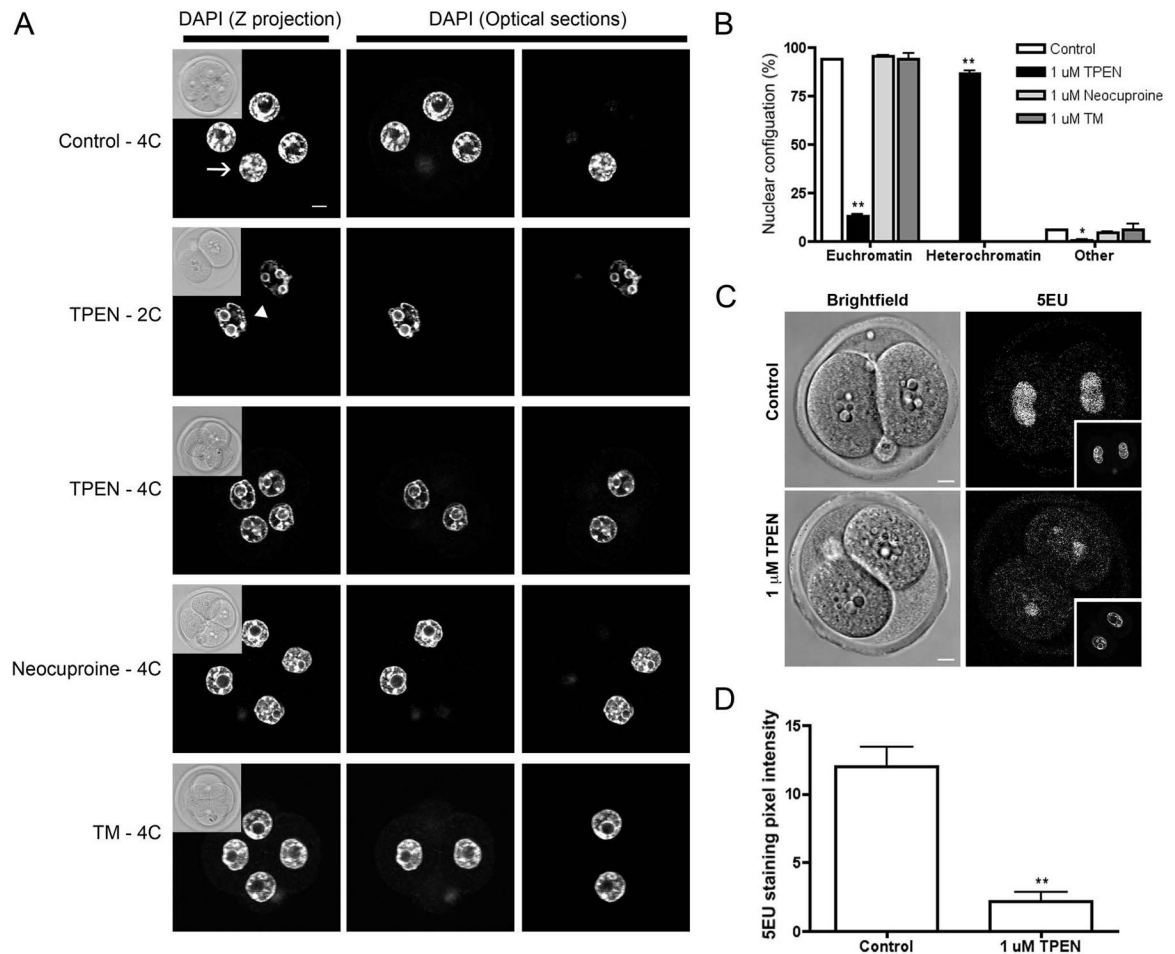 A
DAPI (Z projection)
DAPI (Optical sections)
Control - 4C
TPEN - 2C
TPEN - 4C
Neocuproine - 4C
TM - 4C
B
Nuclear configuation (%)
100
75
50
25
0
**
**
*
Euchromatin
Heterochromatin
Other
Control
1 uM TPEN
1 uM Neocuproine
1 uM TM
C
Brightfield
5EU
Control
1 μM TPEN
D
5EU staining pixel intensity
15
10
5
0
**
Control
1 uM TPEN